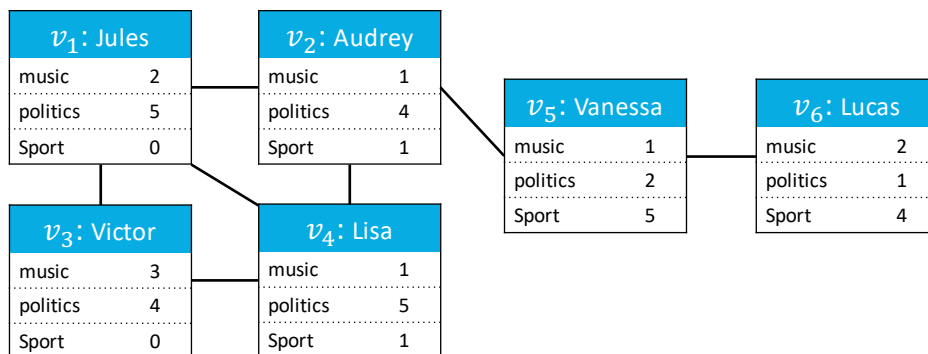 v₁: Jules
music 2
politics 5
Sport 0
v₂: Audrey
music 1
politics 4
Sport 1
v₅: Vanessa
music 1
politics 2
Sport 5
v₆: Lucas
music 2
politics 1
Sport 4
v₃: Victor
music 3
politics 4
Sport 0
v₄: Lisa
music 1
politics 5
Sport 1